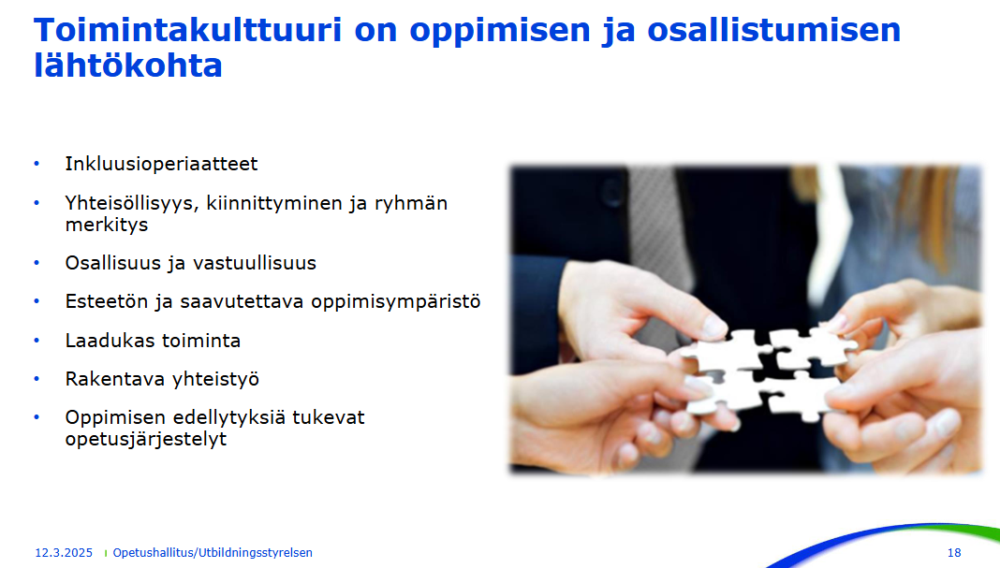 Toimintakulttuuri on oppimisen ja osallistumisen
lähtökohta
• Inkluusioperiaatteet
• Yhteisöllisyys, kiinnittyminen ja ryhmän
merkitys
• Osallisuus ja vastuullisuus
• Esteetön ja saavutettava oppimisympäristö
• Laadukas toiminta
• Rakentava yhteistyö
• Oppimisen edellytyksiä tukevat
opetusjärjestelyt
12.3.2025 | Opetushallitus/Utbildningsstyrelsen 18